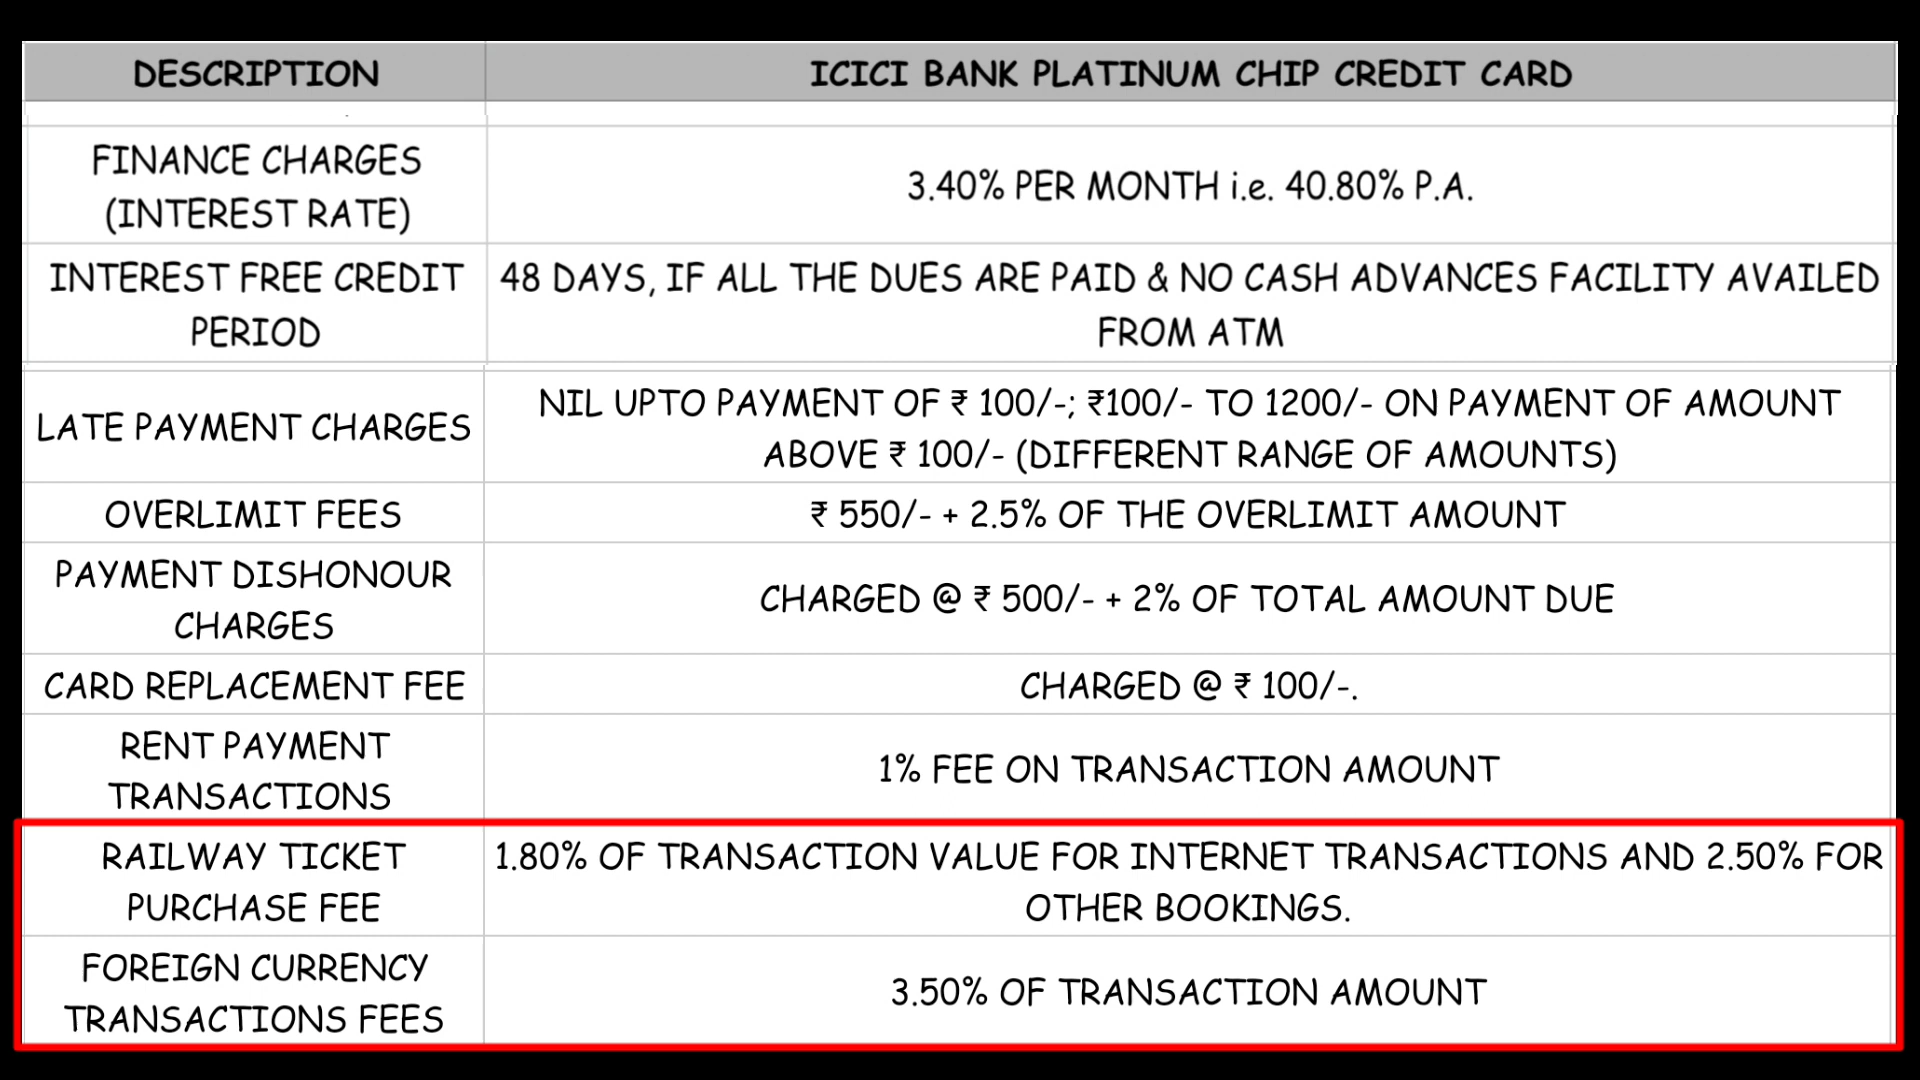 DESCRIPTION
ICICI BANK PLATINUM CHIP CREDIT CARD
FINANCE CHARGES
(INTEREST RATE)
3.40% PER MONTH i.e. 40.80% P.A.
INTEREST FREE CREDIT
PERIOD
48 DAYS, IF ALL THE DUES ARE PAID & NO CASH ADVANCES FACILITY AVAILED
FROM ATM
LATE PAYMENT CHARGES
NIL UPTO PAYMENT OF ₹ 100/-; ₹100/- TO 1200/- ON PAYMENT OF AMOUNT
ABOVE ₹ 100/- (DIFFERENT RANGE OF AMOUNTS)
OVERLIMIT FEES
₹ 550/- + 2.5% OF THE OVERLIMIT AMOUNT
PAYMENT DISHONOUR
CHARGES
CHARGED @ ₹ 500/- + 2% OF TOTAL AMOUNT DUE
CARD REPLACEMENT FEE
CHARGED @ ₹ 100/-.
RENT PAYMENT
TRANSACTIONS
1% FEE ON TRANSACTION AMOUNT
RAILWAY TICKET
PURCHASE FEE
1.80% OF TRANSACTION VALUE FOR INTERNET TRANSACTIONS AND 2.50% FOR
OTHER BOOKINGS.
FOREIGN CURRENCY
TRANSACTIONS FEES
3.50% OF TRANSACTION AMOUNT